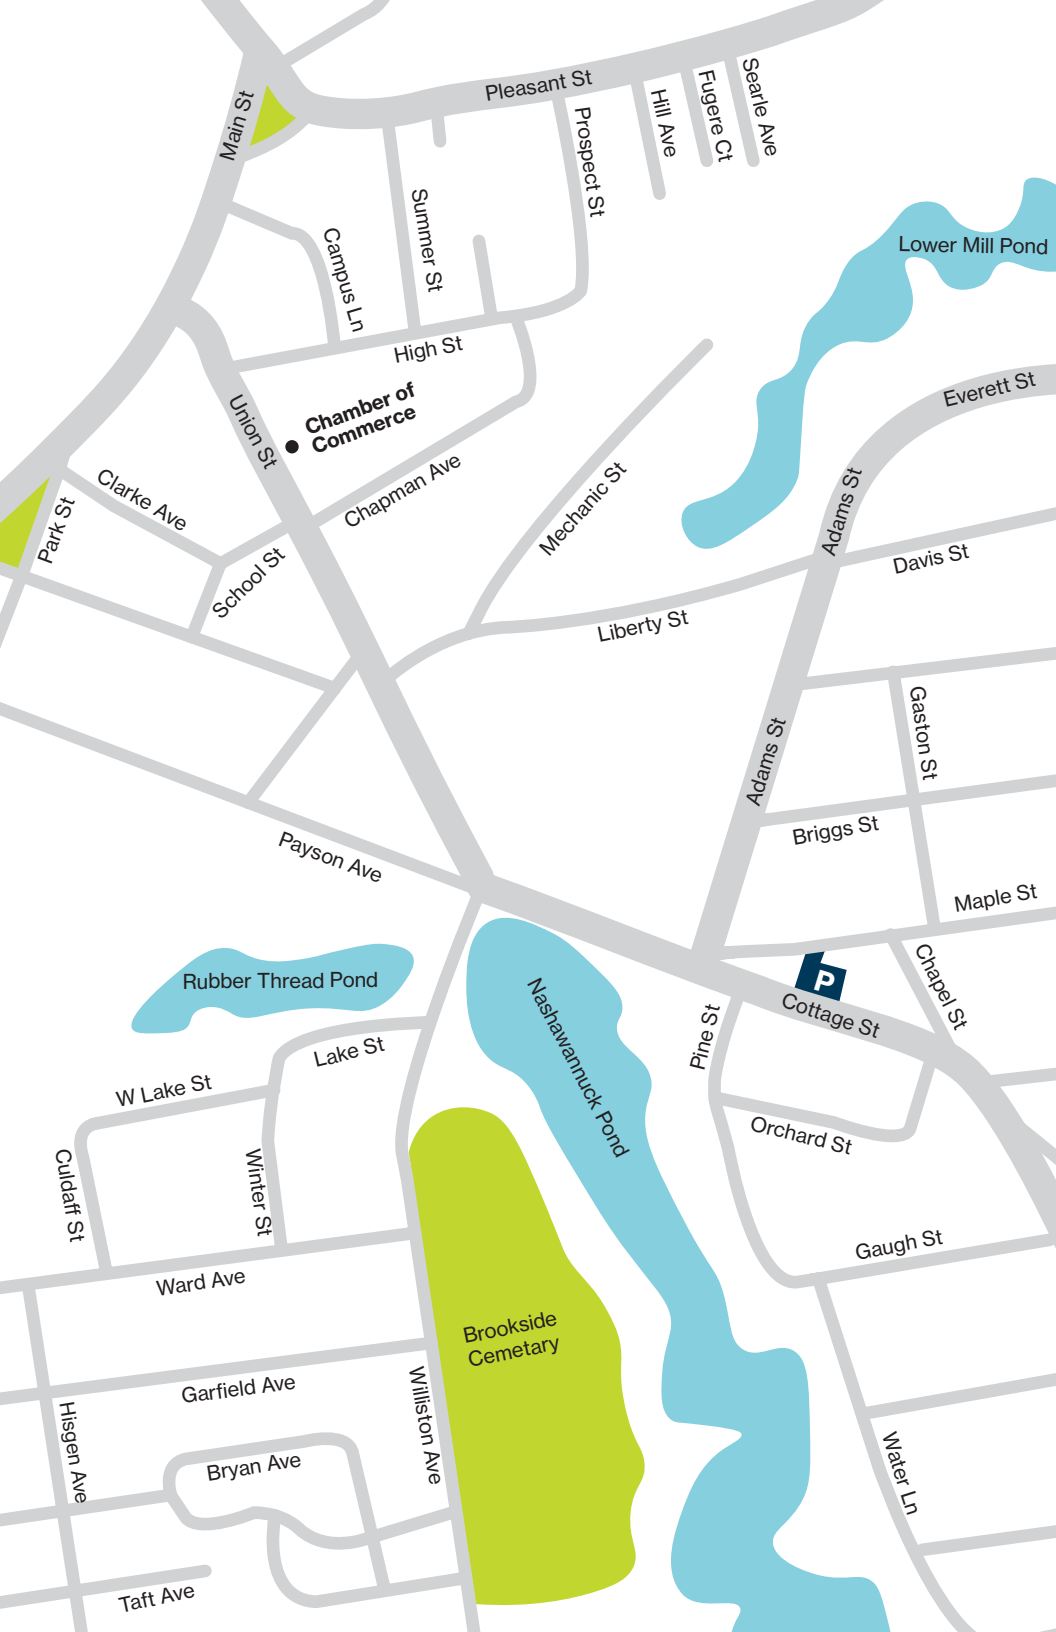 Main St
Pleasant St
Searle Ave
Fugere Ct
Hill Ave
Prospect St
Summer St
Campus Ln
Lower Mill Pond
High St
Everett St
Chamber of
Commerce
Union St
Chapman Ave
Clarke Ave
Park St
School St
Mechanic St
Adams St
Davis St
Liberty St
Gaston St
Adams St
Briggs St
Payson Ave
Maple St
Rubber Thread Pond
P
Cottage St
Chapel St
Nashawannuck Pond
Pine St
Lake St
W Lake St
Orchard St
Culdaff St
Winter St
Gaugh St
Ward Ave
Brookside
Cemetary
Garfield Ave
Williston Ave
Hisgen Ave
Bryan Ave
Water Ln
Taft Ave